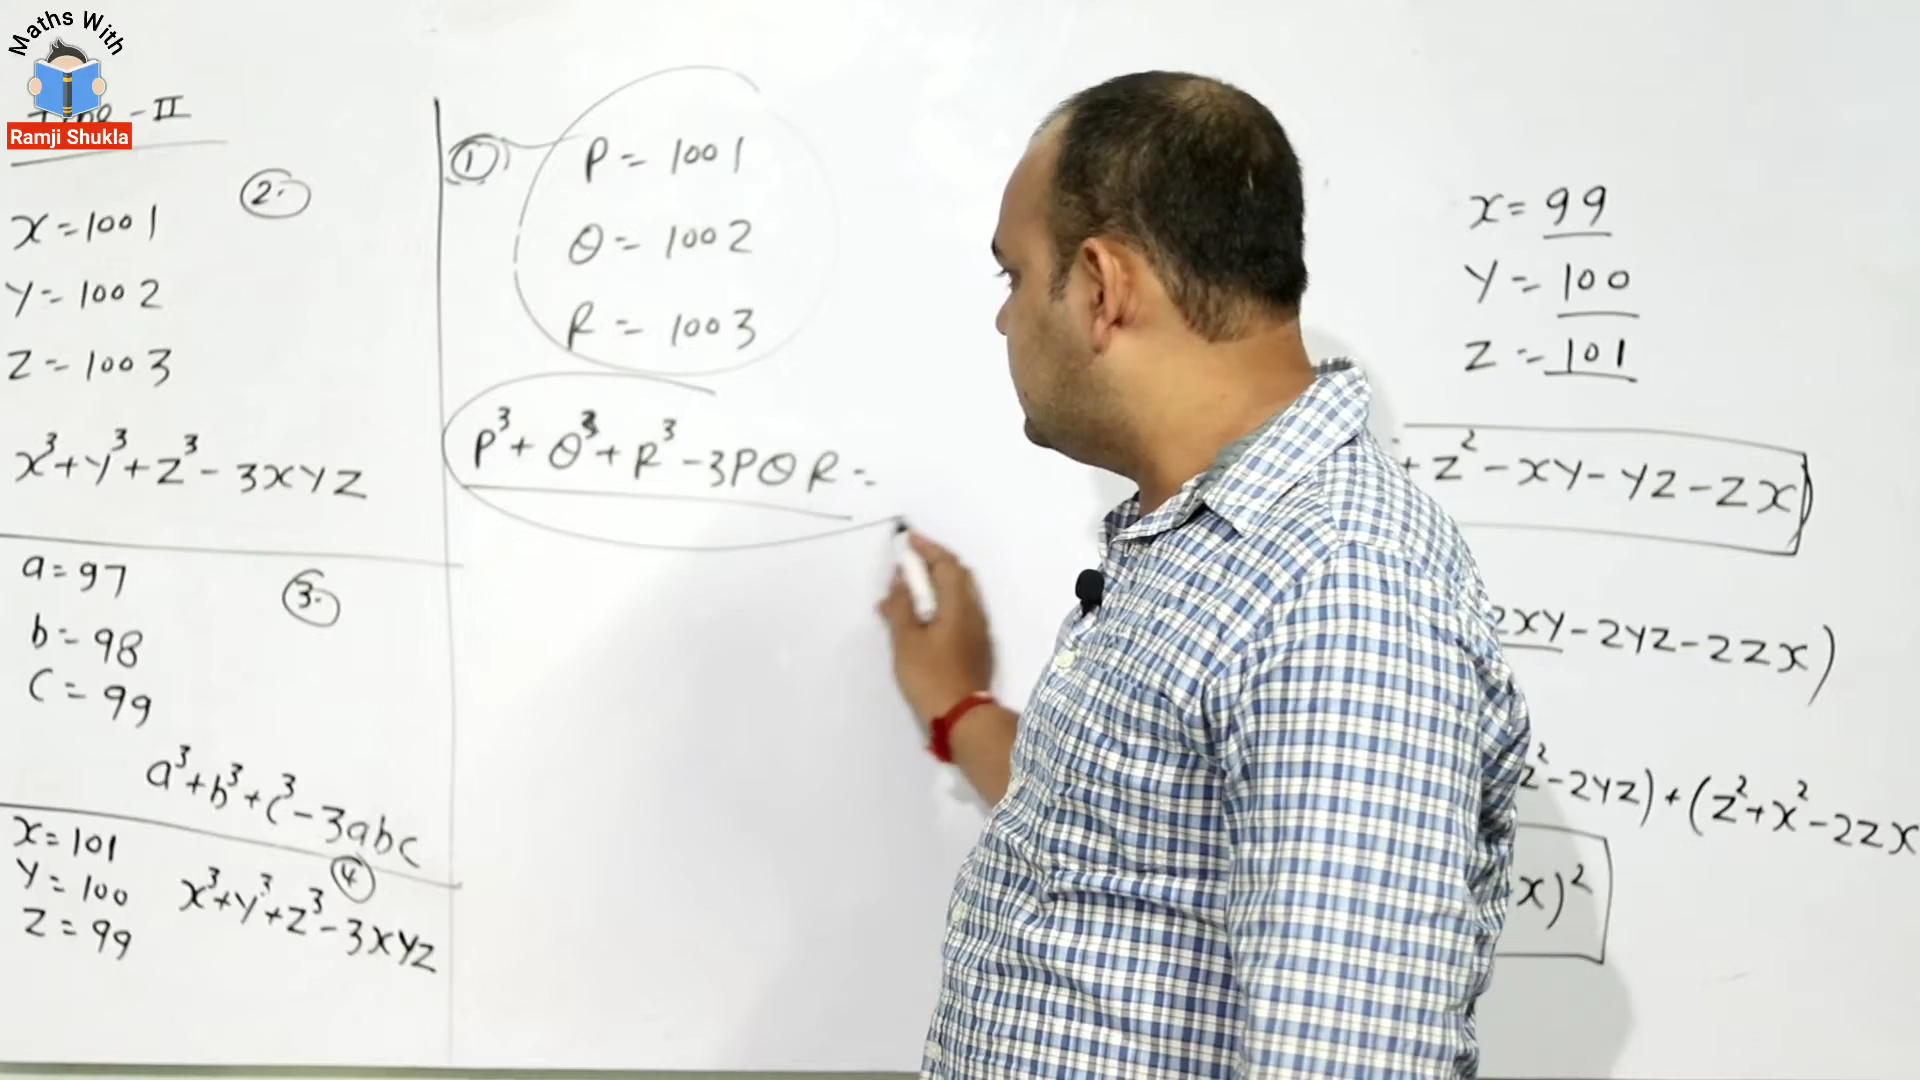 Maths With
Ramji Shukla
- II
2.
x = 1001
y = 1002
z = 1003
x³ + y³ + z³ - 3xyz
3.
a = 97
b = 98
c = 99
a³ + b³ + c³ - 3abc
4
x = 101
y = 100
z = 99
x³ + y³ + z³ - 3xyz
1
P = 1001
Q = 1002
R = 1003
P³ + Q³ + R³ - 3PQR =
x = 99
y = 100
z = 101
+ z² - xy - yz - zx
2xy - 2yz - 2zx)
z² - 2yz) + (z² + x² - 2zx
x)²